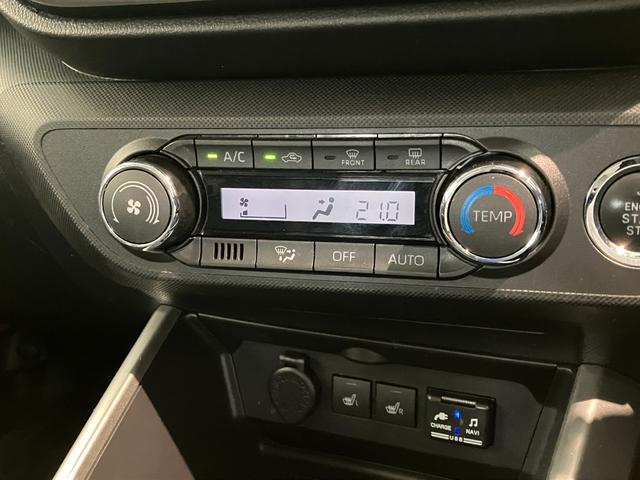 A/C
FRONT
REAR
21.0
TEMP
OFF
AUTO
L
R
CHARGE
NAVI
USB